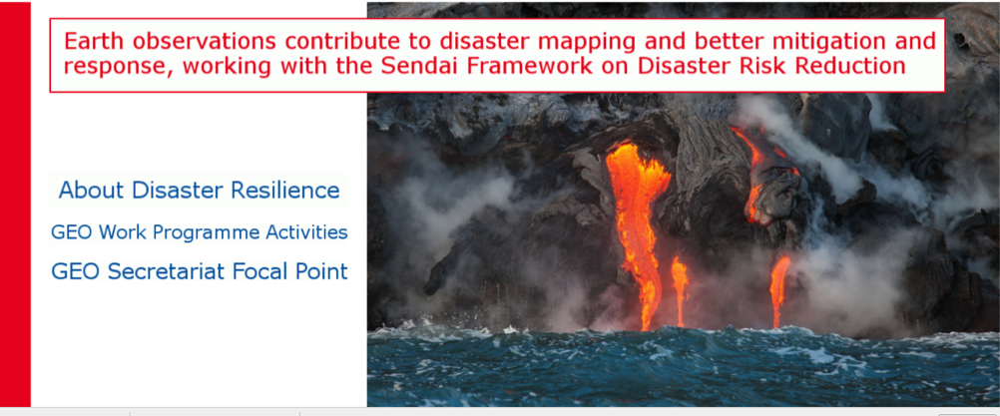 Earth observations contribute to disaster mapping and better mitigation and
response, working with the Sendai Framework on Disaster Risk Reduction
About Disaster Resilience
GEO Work Programme Activities
GEO Secretariat Focal Point